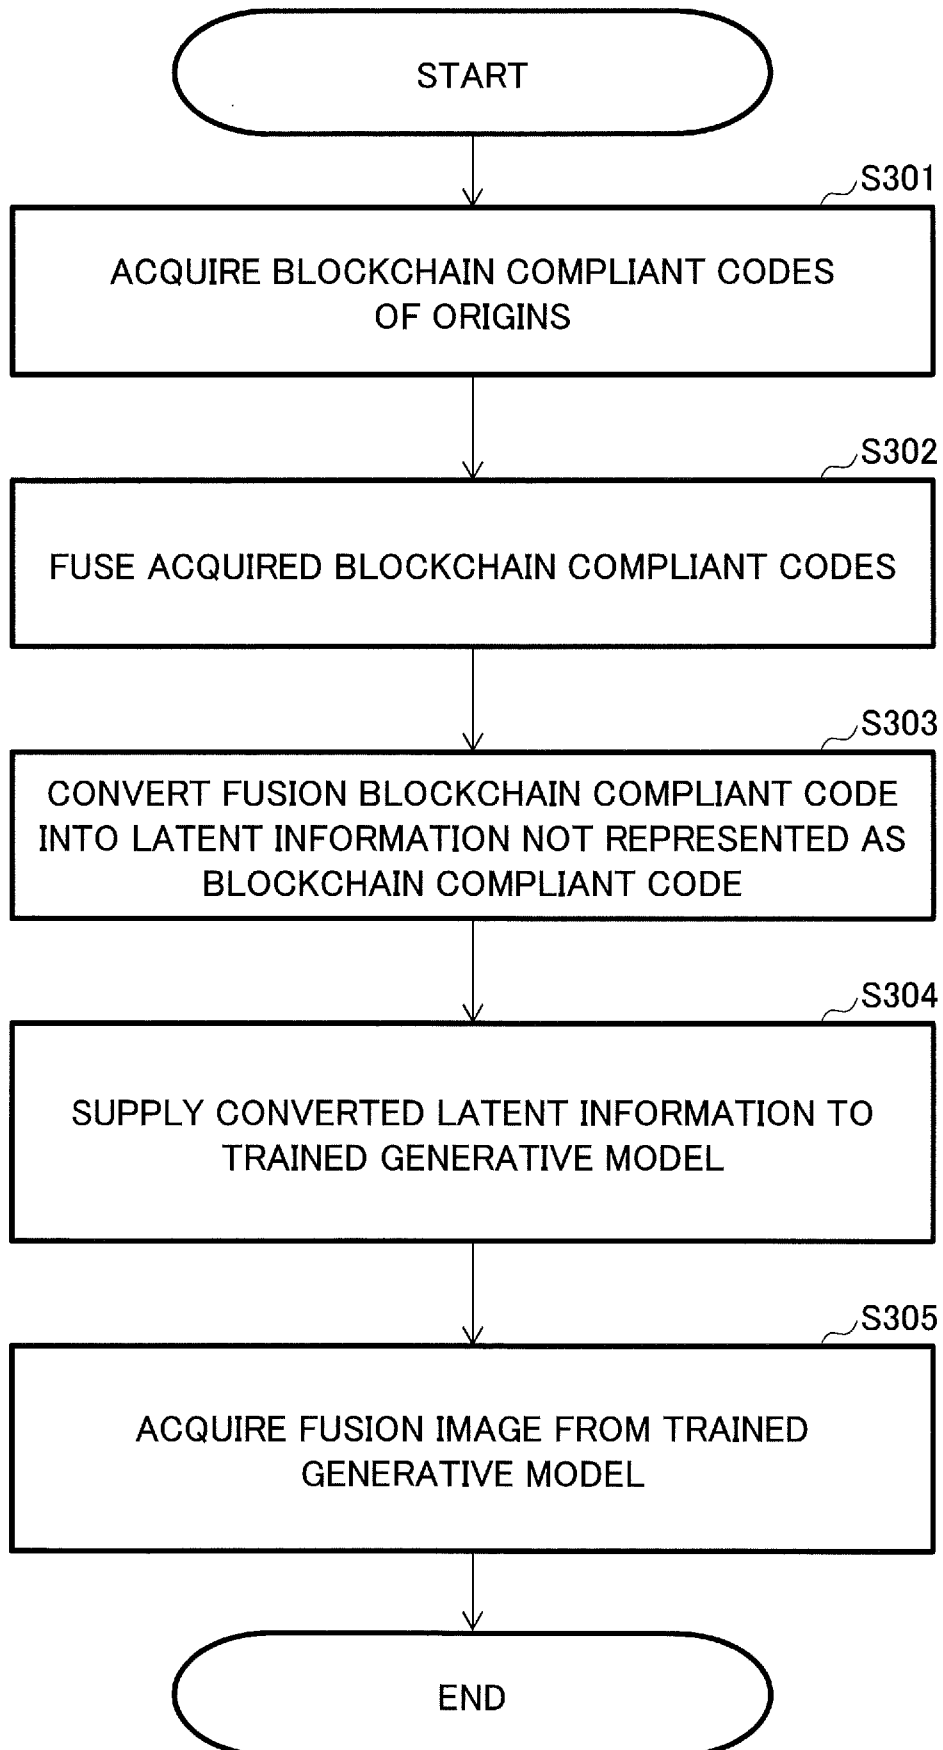 START
S301
ACQUIRE BLOCKCHAIN COMPLIANT CODES
OF ORIGINS
S302
FUSE ACQUIRED BLOCKCHAIN COMPLIANT CODES
S303
CONVERT FUSION BLOCKCHAIN COMPLIANT CODE
INTO LATENT INFORMATION NOT REPRESENTED AS
BLOCKCHAIN COMPLIANT CODE
S304
SUPPLY CONVERTED LATENT INFORMATION TO
TRAINED GENERATIVE MODEL
S305
ACQUIRE FUSION IMAGE FROM TRAINED
GENERATIVE MODEL
END